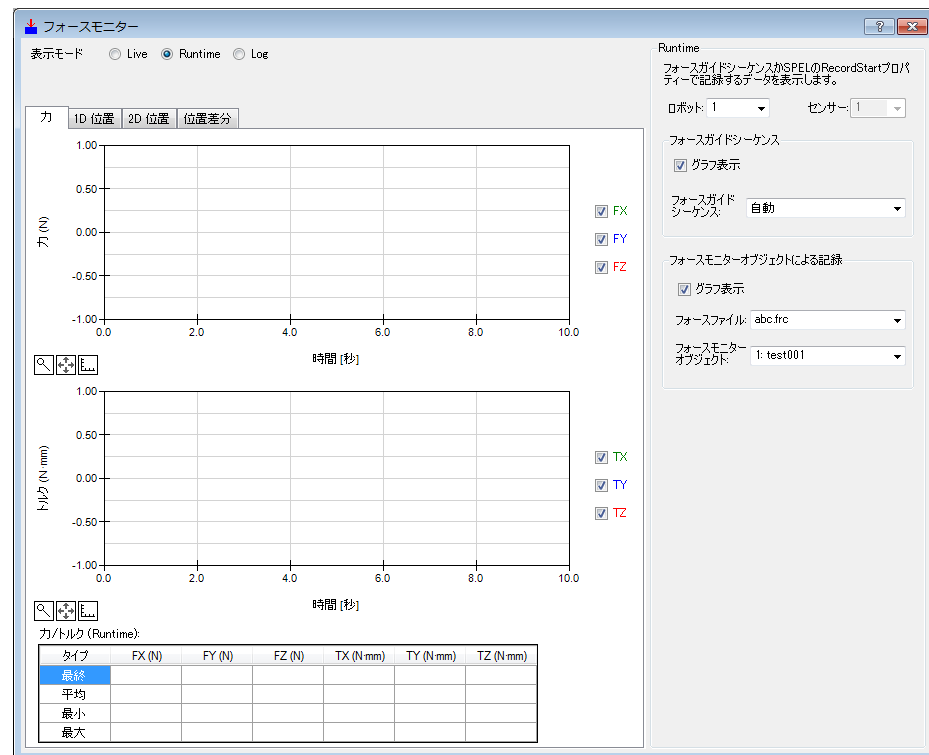 フォースモニター
表示モード Live Runtime Log
力 1D 位置 2D 位置 位置差分
1.00
0.50
0.00
-0.50
-1.00
力 (N)
0.0 2.0 4.0 6.0 8.0 10.0
時間 [秒]
FX
FY
FZ
1.00
0.50
0.00
-0.50
-1.00
トルク (N·mm)
0.0 2.0 4.0 6.0 8.0 10.0
時間 [秒]
TX
TY
TZ
力/トルク (Runtime):
タイプ FX (N) FY (N) FZ (N) TX (N·mm) TY (N·mm) TZ (N·mm)
最終
平均
最小
最大
Runtime
フォースガイドシーケンスかSPELのRecordStartプロパ
ティーで記録するデータを表示します。
ロボット: 1 センサー: 1
フォースガイドシーケンス
グラフ表示
フォースガイド
シーケンス: 自動
フォースモニターオブジェクトによる記録
グラフ表示
フォースファイル: abc.frc
フォースモニター
オブジェクト: 1: test001